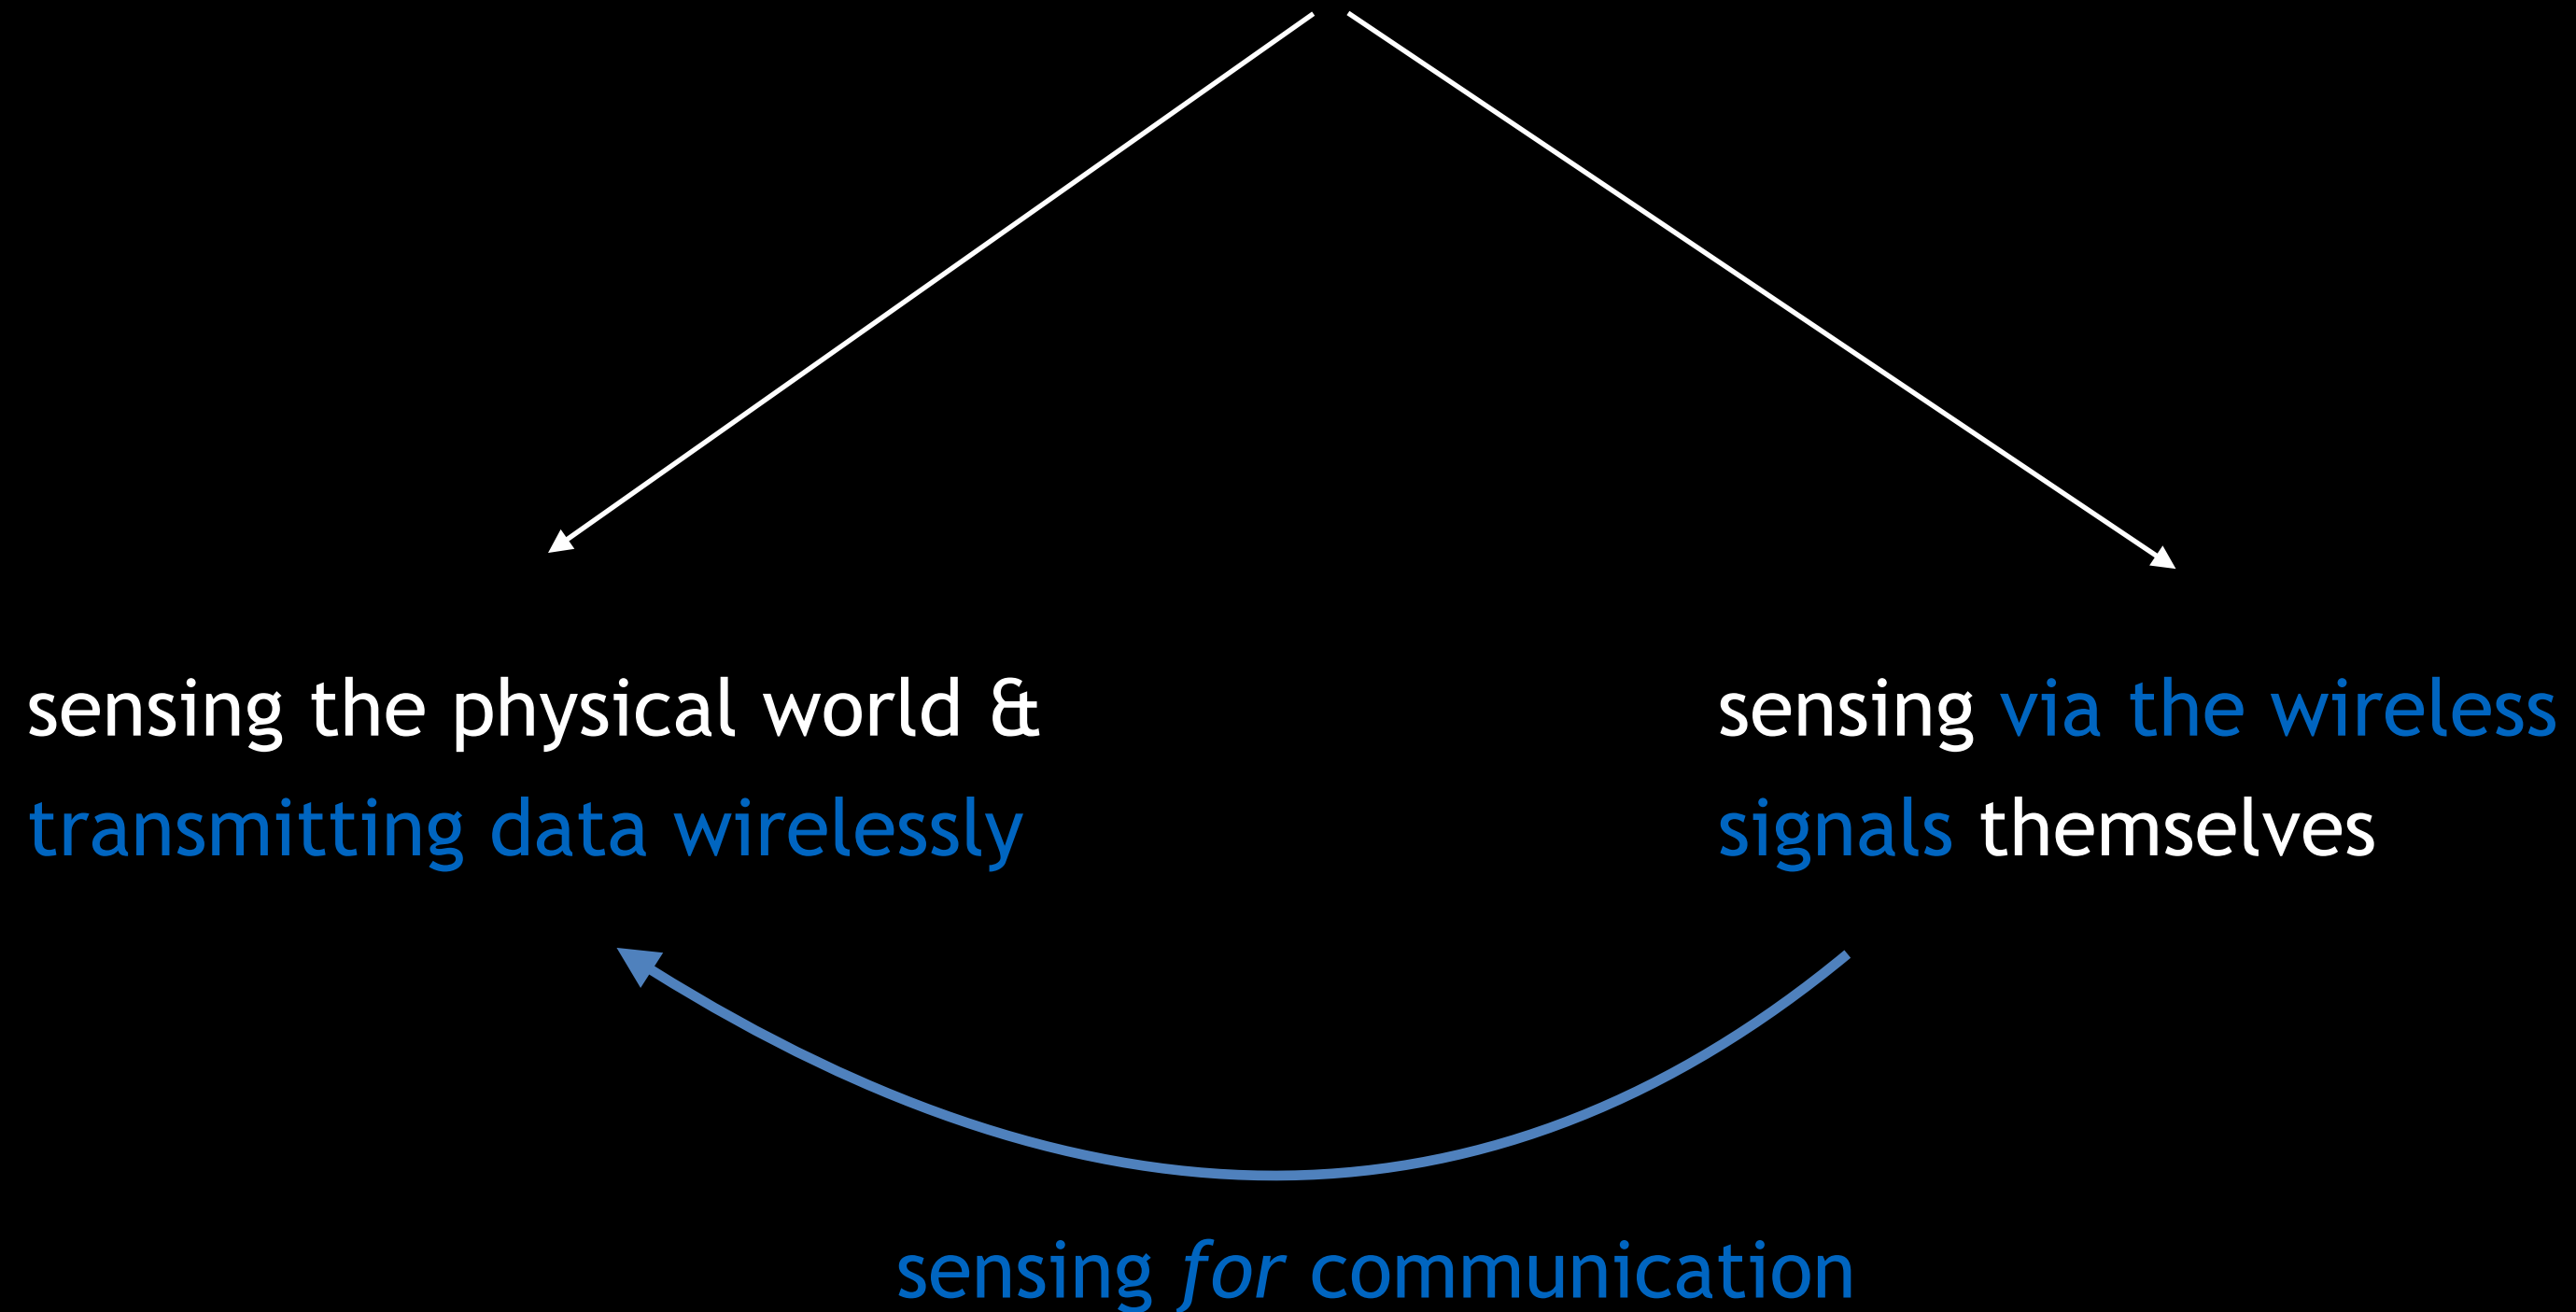 sensing the physical world &
transmitting data wirelessly
sensing via the wireless
signals themselves
sensing for communication